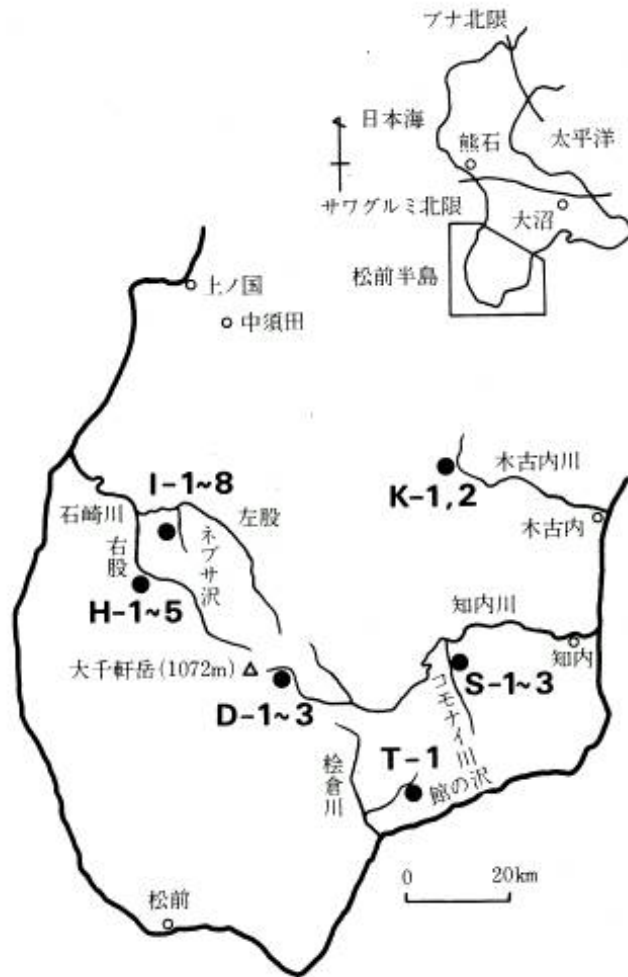 ブナ北限
日本海
熊石
太平洋
サワグルミ北限
大沼
松前半島
上ノ国
中須田
I-1~8
石崎川
左股
ネブサ沢
右股
H-1~5
K-1,2
木古内川
木古内
知内川
知内
大千軒岳(1072m)
D-1~3
S-1~3
コモナイ川
T-1
館の沢
桧倉川
松前
0 20km